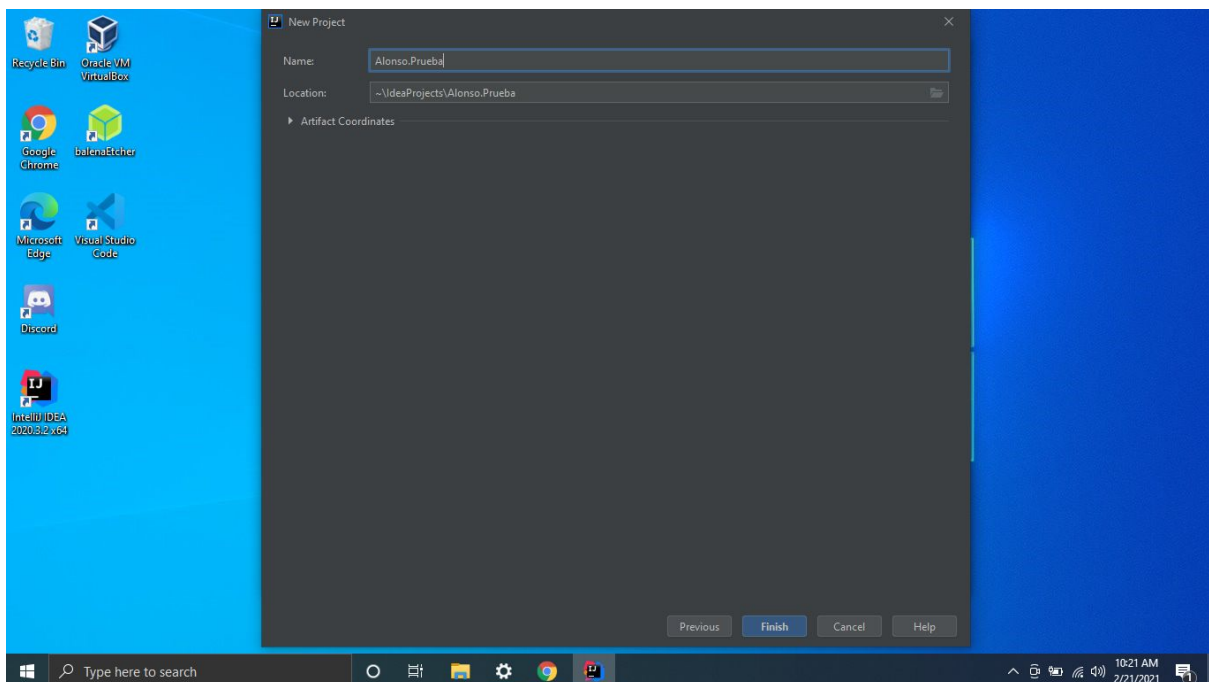 Recycle Bin
Oracle VM
VirtualBox
Google
Chrome
balenaEtcher
Microsoft
Edge
Visual Studio
Code
Discord
IJ
IntelliJ IDEA
2020.3.2 x64
New Project
Name:
Alonso.Prueba
Location:
~\IdeaProjects\Alonso.Prueba
Artifact Coordinates
Previous
Finish
Cancel
Help
Type here to search
10:21 AM
2/21/2021
1